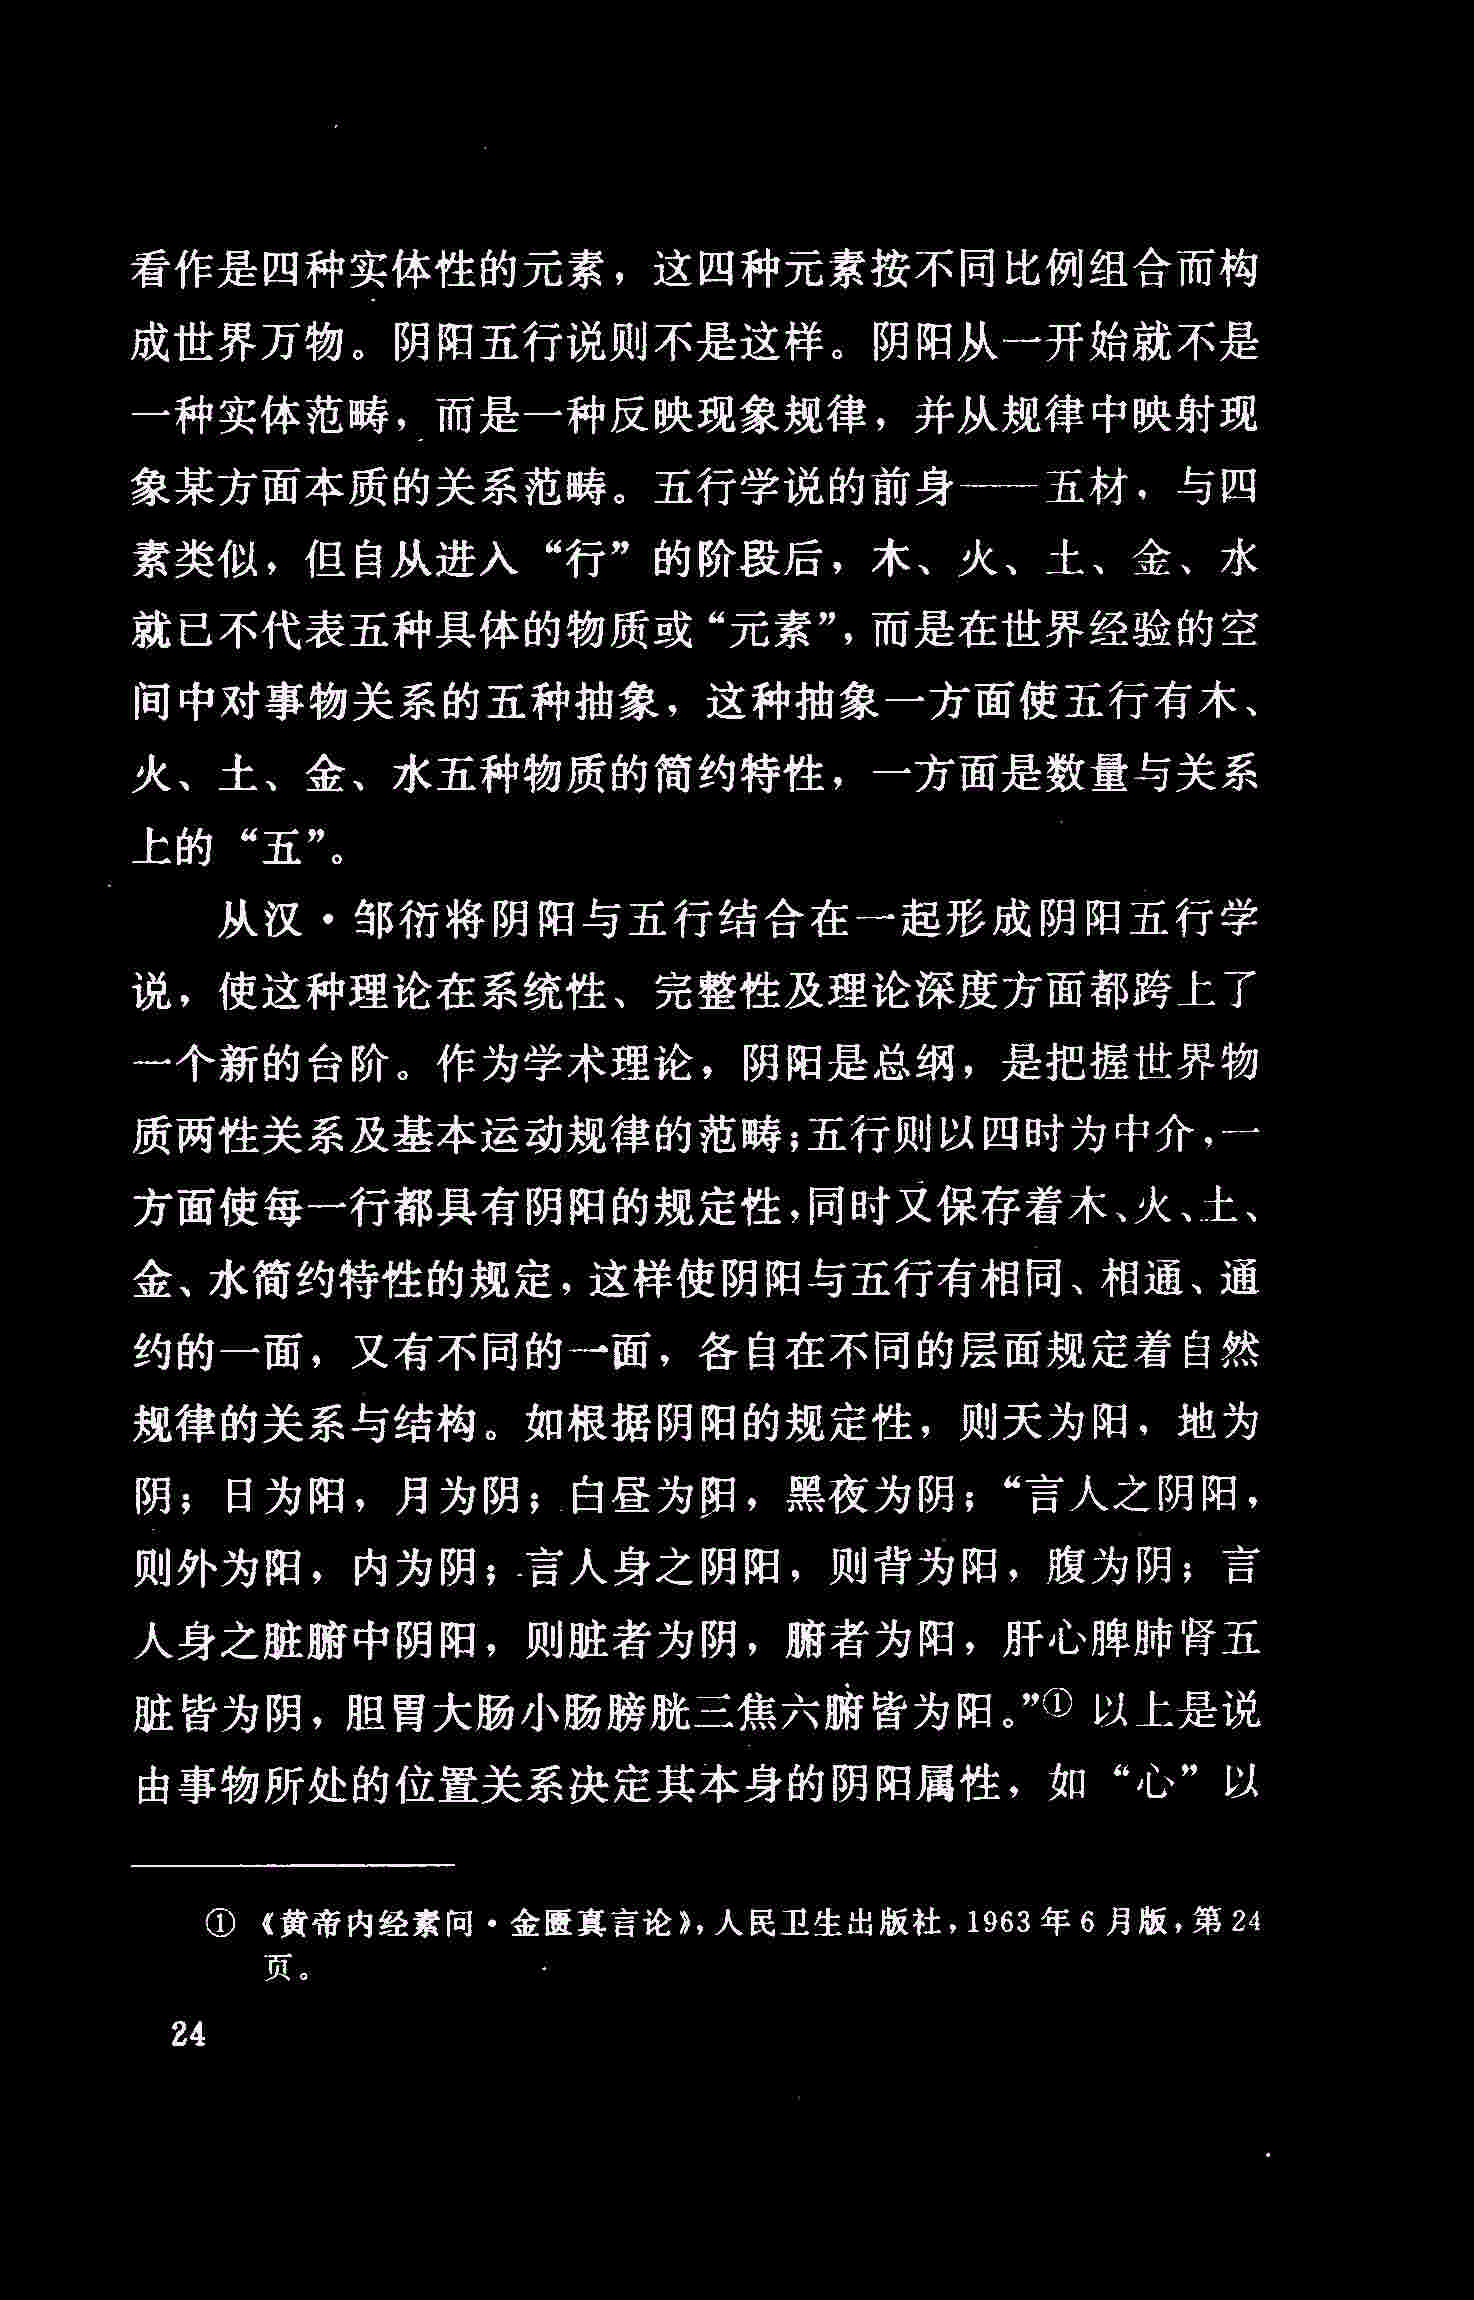 看作是四种实体性的元素，这四种元素按不同比例组合而构
成世界万物。阴阳五行说则不是这样。阴阳从一开始就不是
一种实体范畴，而是一种反映现象规律，并从规律中映射现
象某方面本质的关系范畴。五行学说的前身——五材，与四
素类似，但自从进入“行”的阶段后，木、火、土、金、水
就已不代表五种具体的物质或“元素”，而是在世界经验的空
间中对事物关系的五种抽象，这种抽象一方面使五行有木、
火、土、金、水五种物质的简约特性，一方面是数量与关系
上的“五”。
从汉·邹衍将阴阳与五行结合在一起形成阴阳五行学
说，使这种理论在系统性、完整性及理论深度方面都跨上了
一个新的台阶。作为学术理论，阴阳是总纲，是把握世界物
质两性关系及基本运动规律的范畴；五行则以四时为中介，一
方面使每一行都具有阴阳的规定性，同时又保存着木、火、土、
金、水简约特性的规定，这样使阴阳与五行有相同、相通、通
约的一面，又有不同的一面，各自在不同的层面规定着自然
规律的关系与结构。如根据阴阳的规定性，则天为阳，地为
阴；日为阳，月为阴；白昼为阳，黑夜为阴；“言人之阴阳，
则外为阳，内为阴；言人身之阴阳，则背为阳，腹为阴；言
人身之脏腑中阴阳，则脏者为阴，腑者为阳，肝心脾肺肾五
脏皆为阴，胆胃大肠小肠膀胱三焦六腑皆为阳。”① 以上是说
由事物所处的位置关系决定其本身的阴阳属性，如“心”以
① 《黄帝内经素问·金匮真言论》，人民卫生出版社，1963年6月版，第24
页。
24